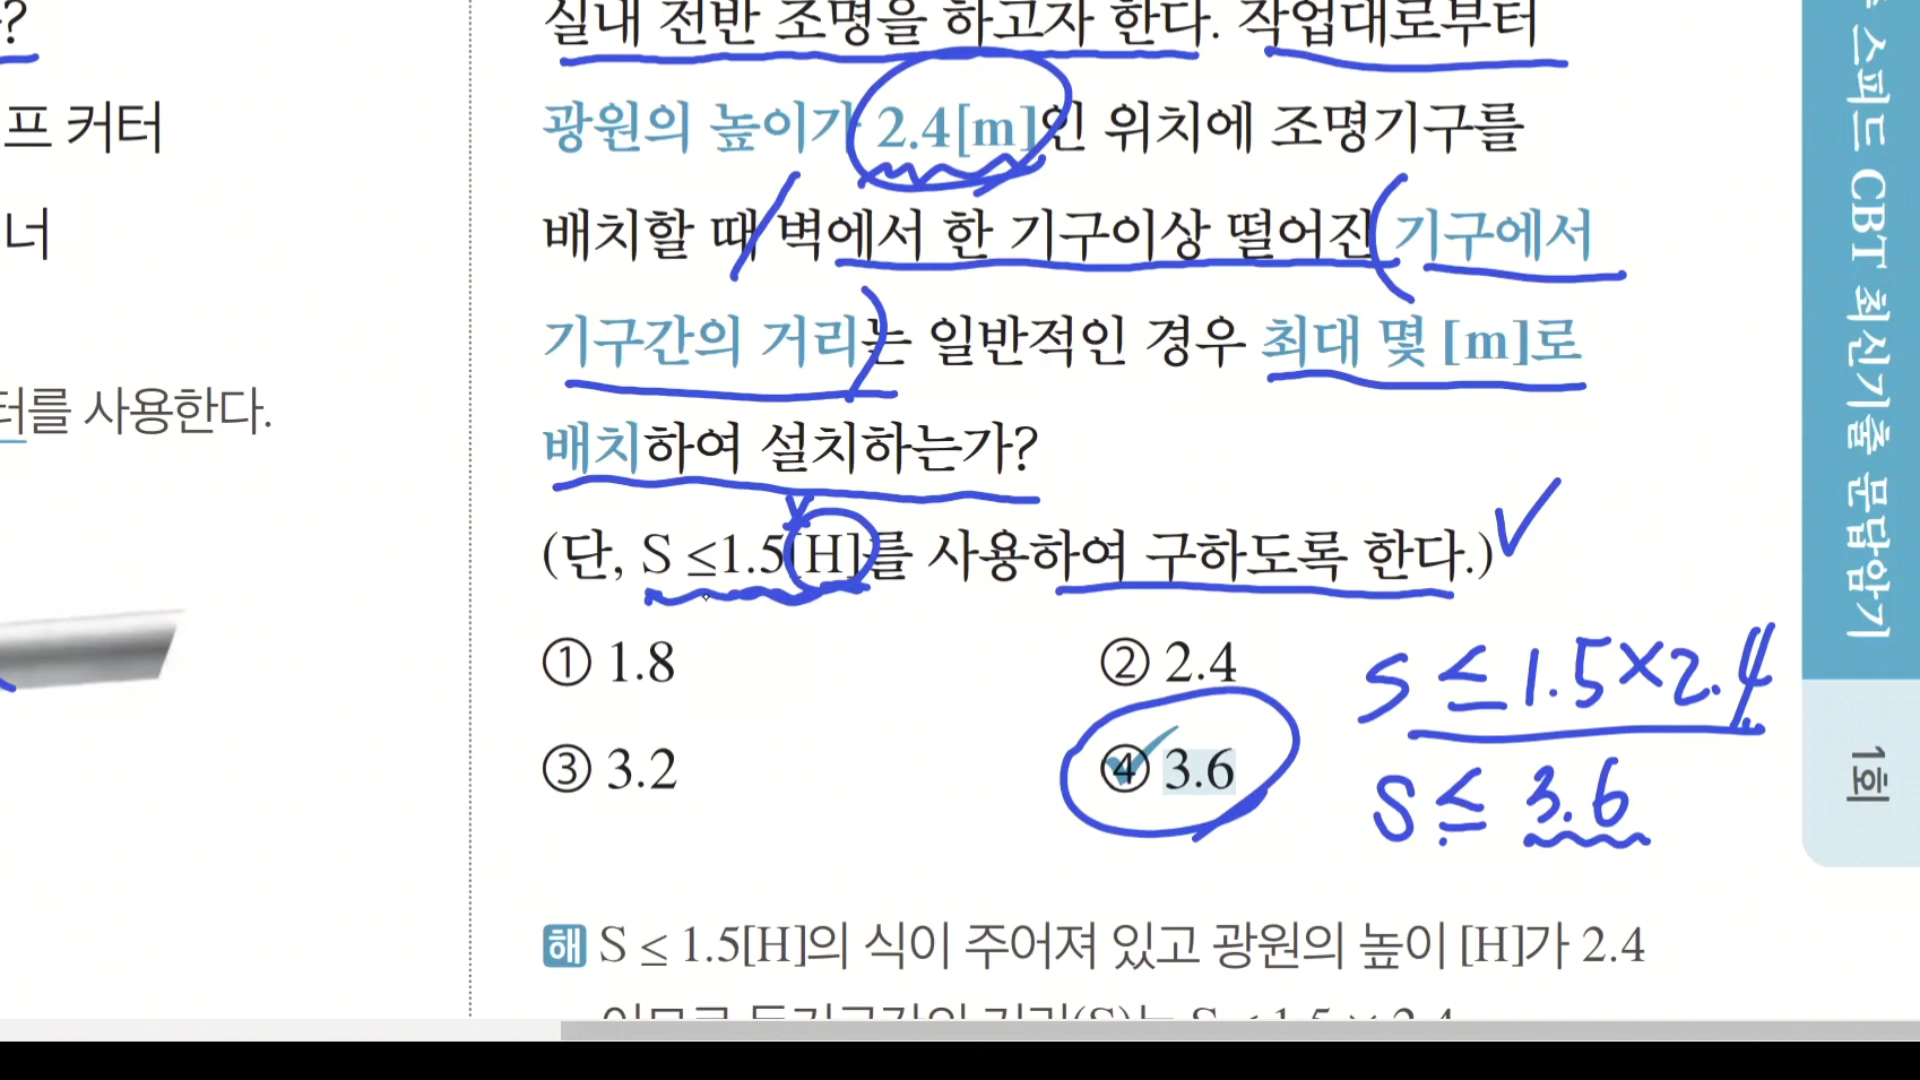 ?
프 커터
너
터를 사용한다.
실내 전반 조명을 하고자 한다. 작업대로부터
광원의 높이가 2.4[m]인 위치에 조명기구를
배치할 때 벽에서 한 기구이상 떨어진 기구에서
기구간의 거리는 일반적인 경우 최대 몇 [m]로
배치하여 설치하는가?
(단, S ≤1.5[H]를 사용하여 구하도록 한다.)
① 1.8 ② 2.4
③ 3.2 ④ 3.6
S ≤ 1.5×2.4
S ≤ 3.6
해 S ≤ 1.5[H]의 식이 주어져 있고 광원의 높이 [H]가 2.4
스피드 CBT 최신기출 문답암기
1회